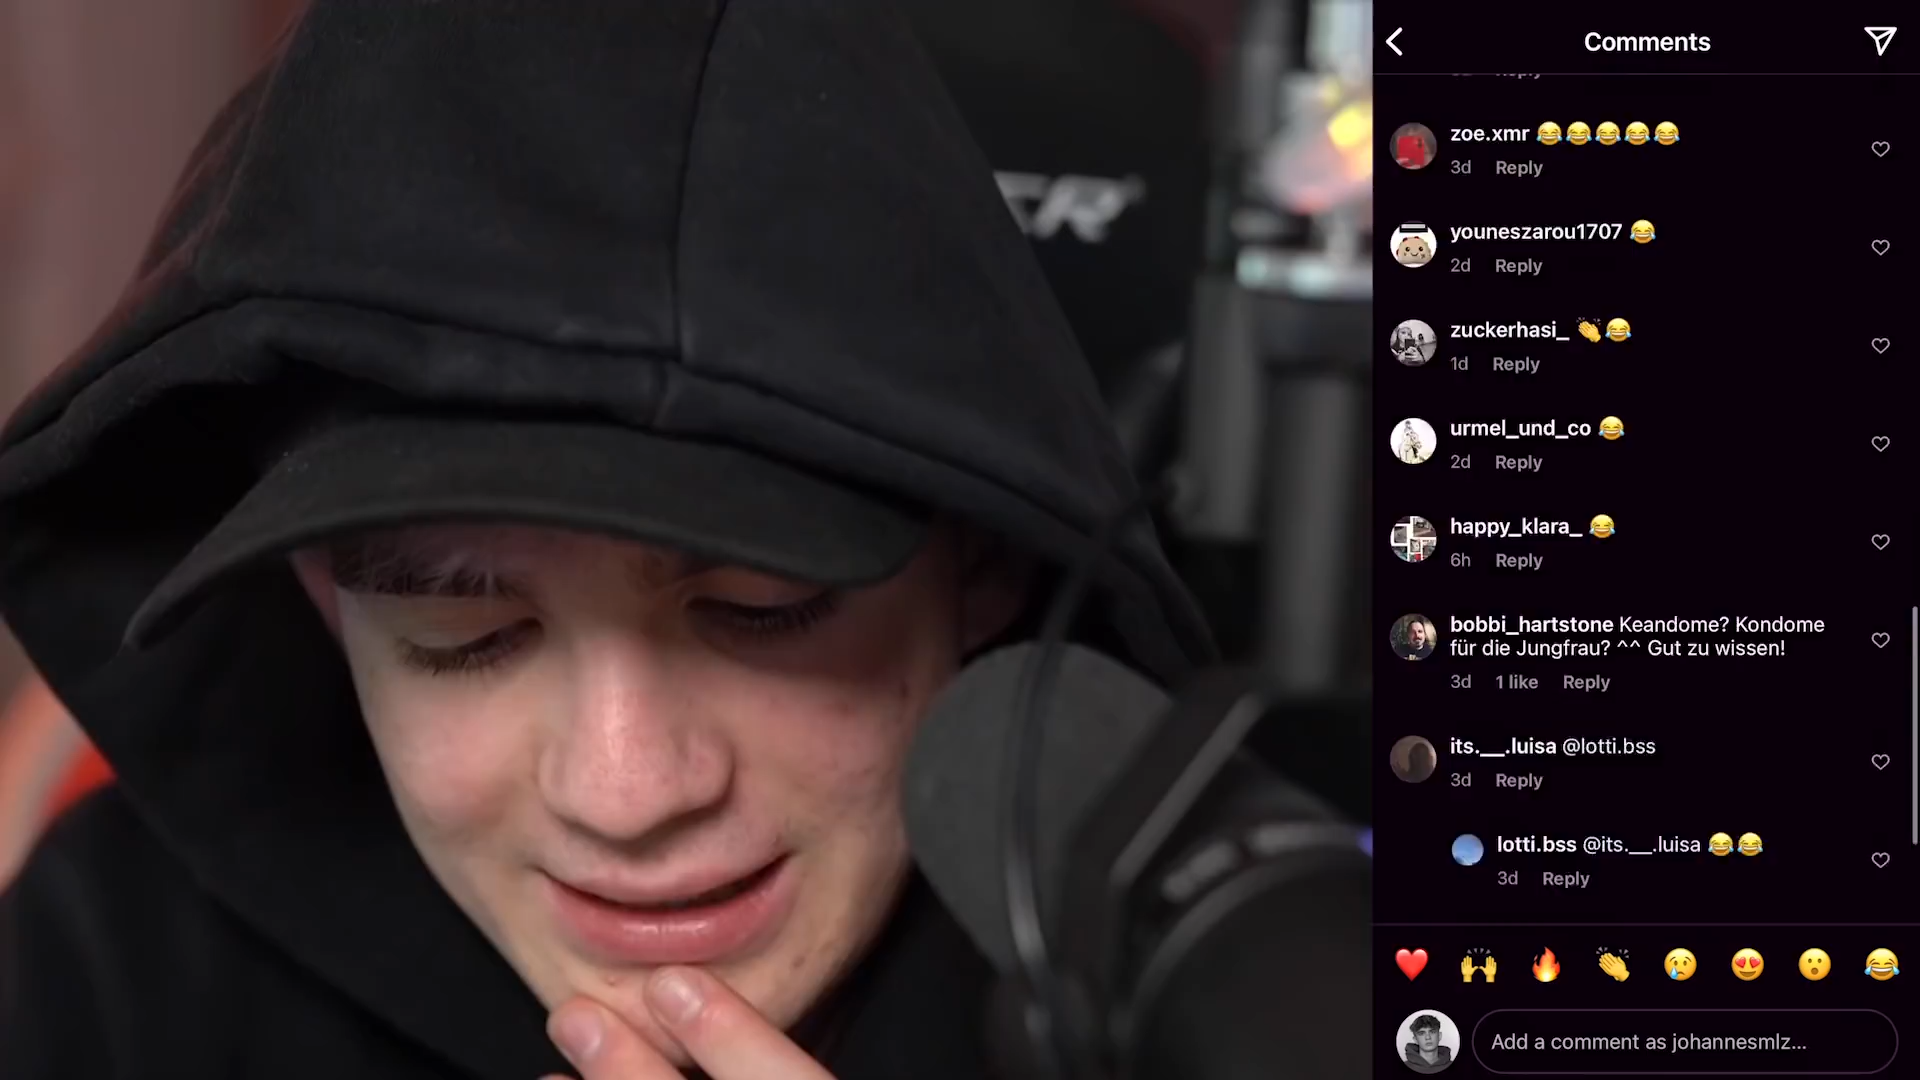 Comments
zoe.xmr 😂😂😂😂😂
3d Reply
youneszarou1707 😂
2d Reply
zuckerhasi_ 👏😂
1d Reply
urmel_und_co 😂
2d Reply
happy_klara_ 😂
6h Reply
bobbi_hartstone Keandome? Kondome
für die Jungfrau? ^^ Gut zu wissen!
3d 1 like Reply
its.__.luisa @lotti.bss
3d Reply
lotti.bss @its.__.luisa 😂😂
3d Reply
Add a comment as johannesmlz...